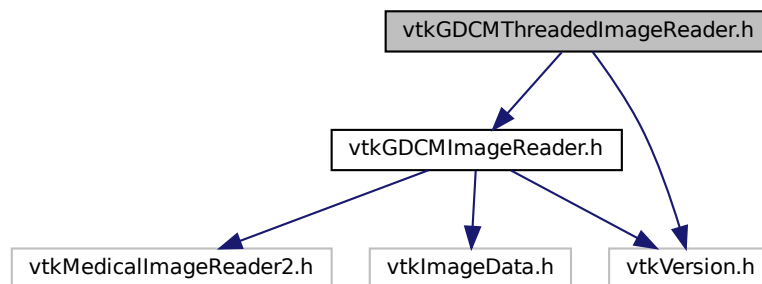 vtkGDCMThreadedImageReader.h
vtkGDCMImageReader.h
vtkMedicalImageReader2.h
vtkImageData.h
vtkVersion.h